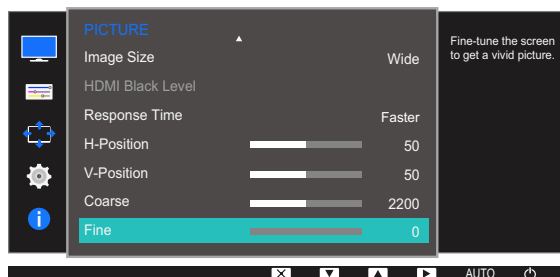 PICTURE
Image Size Wide
HDMI Black Level
Response Time Faster
H-Position 50
V-Position 50
Coarse 2200
Fine 0
Fine-tune the screen
to get a vivid picture.
AUTO